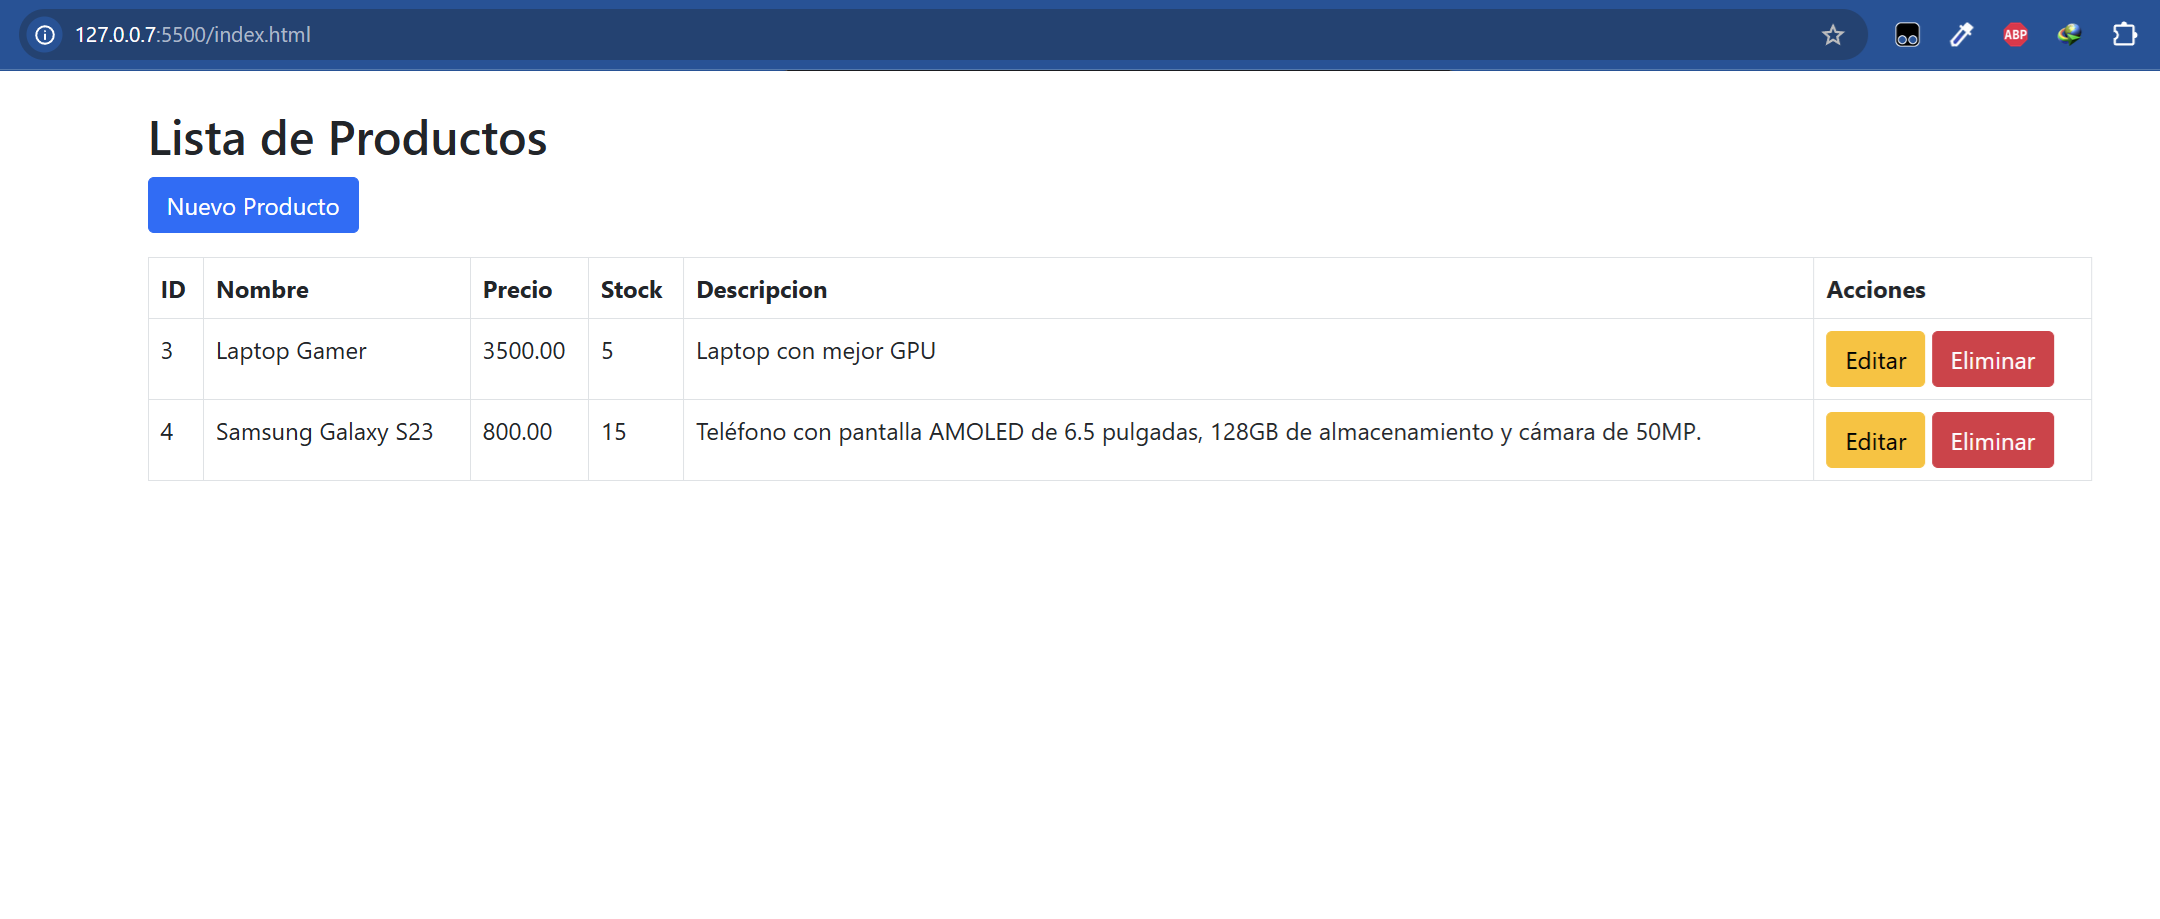 127.0.0.7:5500/index.html
ABP
Lista de Productos
Nuevo Producto
ID Nombre Precio Stock Descripcion Acciones
3 Laptop Gamer 3500.00 5 Laptop con mejor GPU Editar Eliminar
4 Samsung Galaxy S23 800.00 15 Teléfono con pantalla AMOLED de 6.5 pulgadas, 128GB de almacenamiento y cámara de 50MP. Editar Eliminar